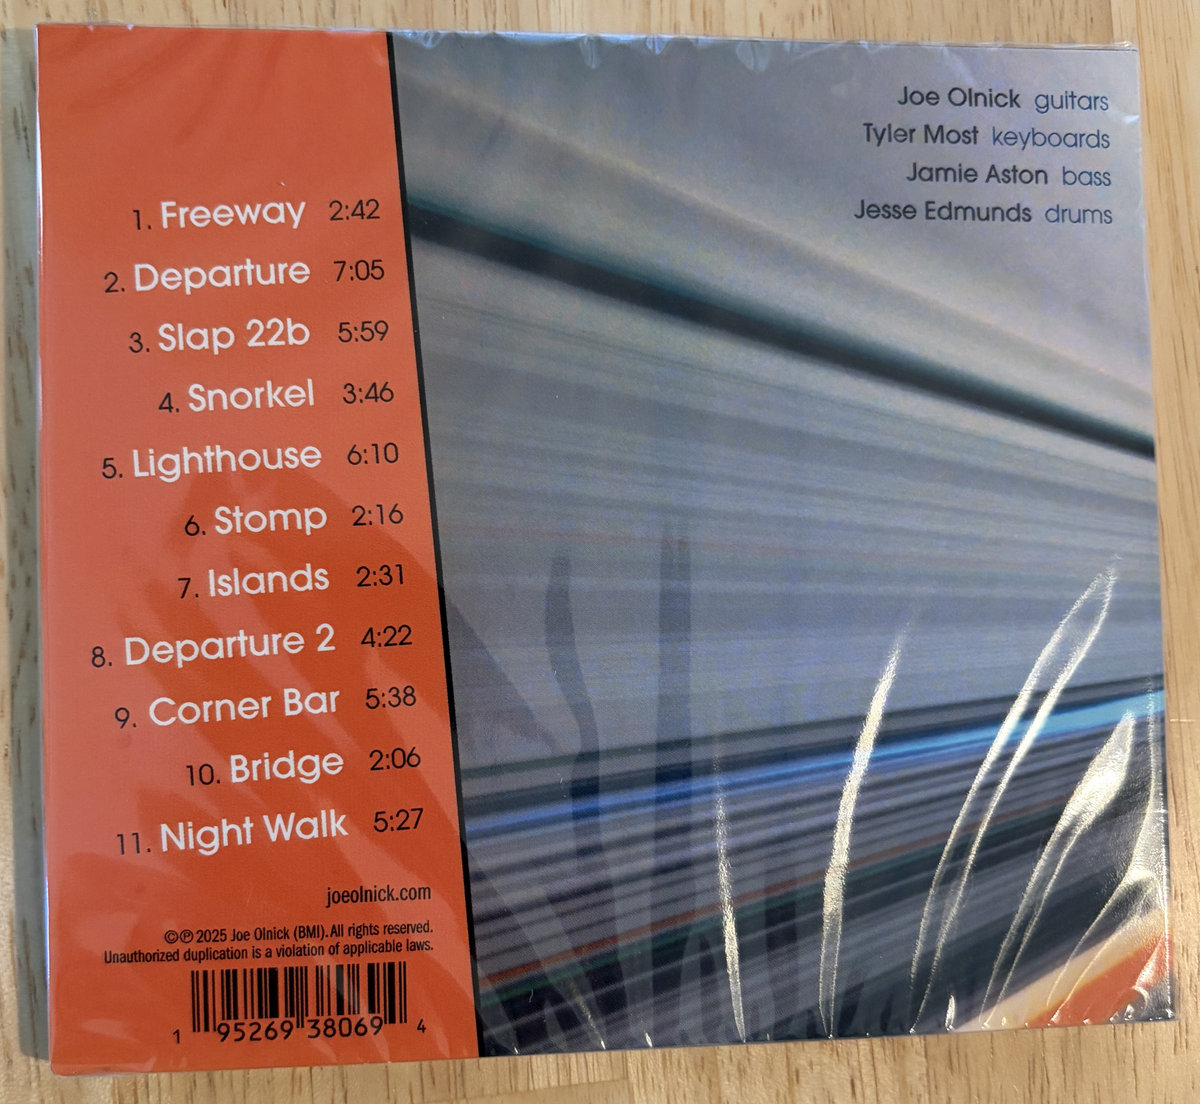 Joe Olnick guitars
Tyler Most keyboards
Jamie Aston bass
Jesse Edmunds drums
1. Freeway 2:42
2. Departure 7:05
3. Slap 22b 5:59
4. Snorkel 3:46
5. Lighthouse 6:10
6. Stomp 2:16
7. Islands 2:31
8. Departure 2 4:22
9. Corner Bar 5:38
10. Bridge 2:06
11. Night Walk 5:27
joeolnick.com
©℗ 2025 Joe Olnick (BMI). All rights reserved.
Unauthorized duplication is a violation of applicable laws.
1 95269 38069 4